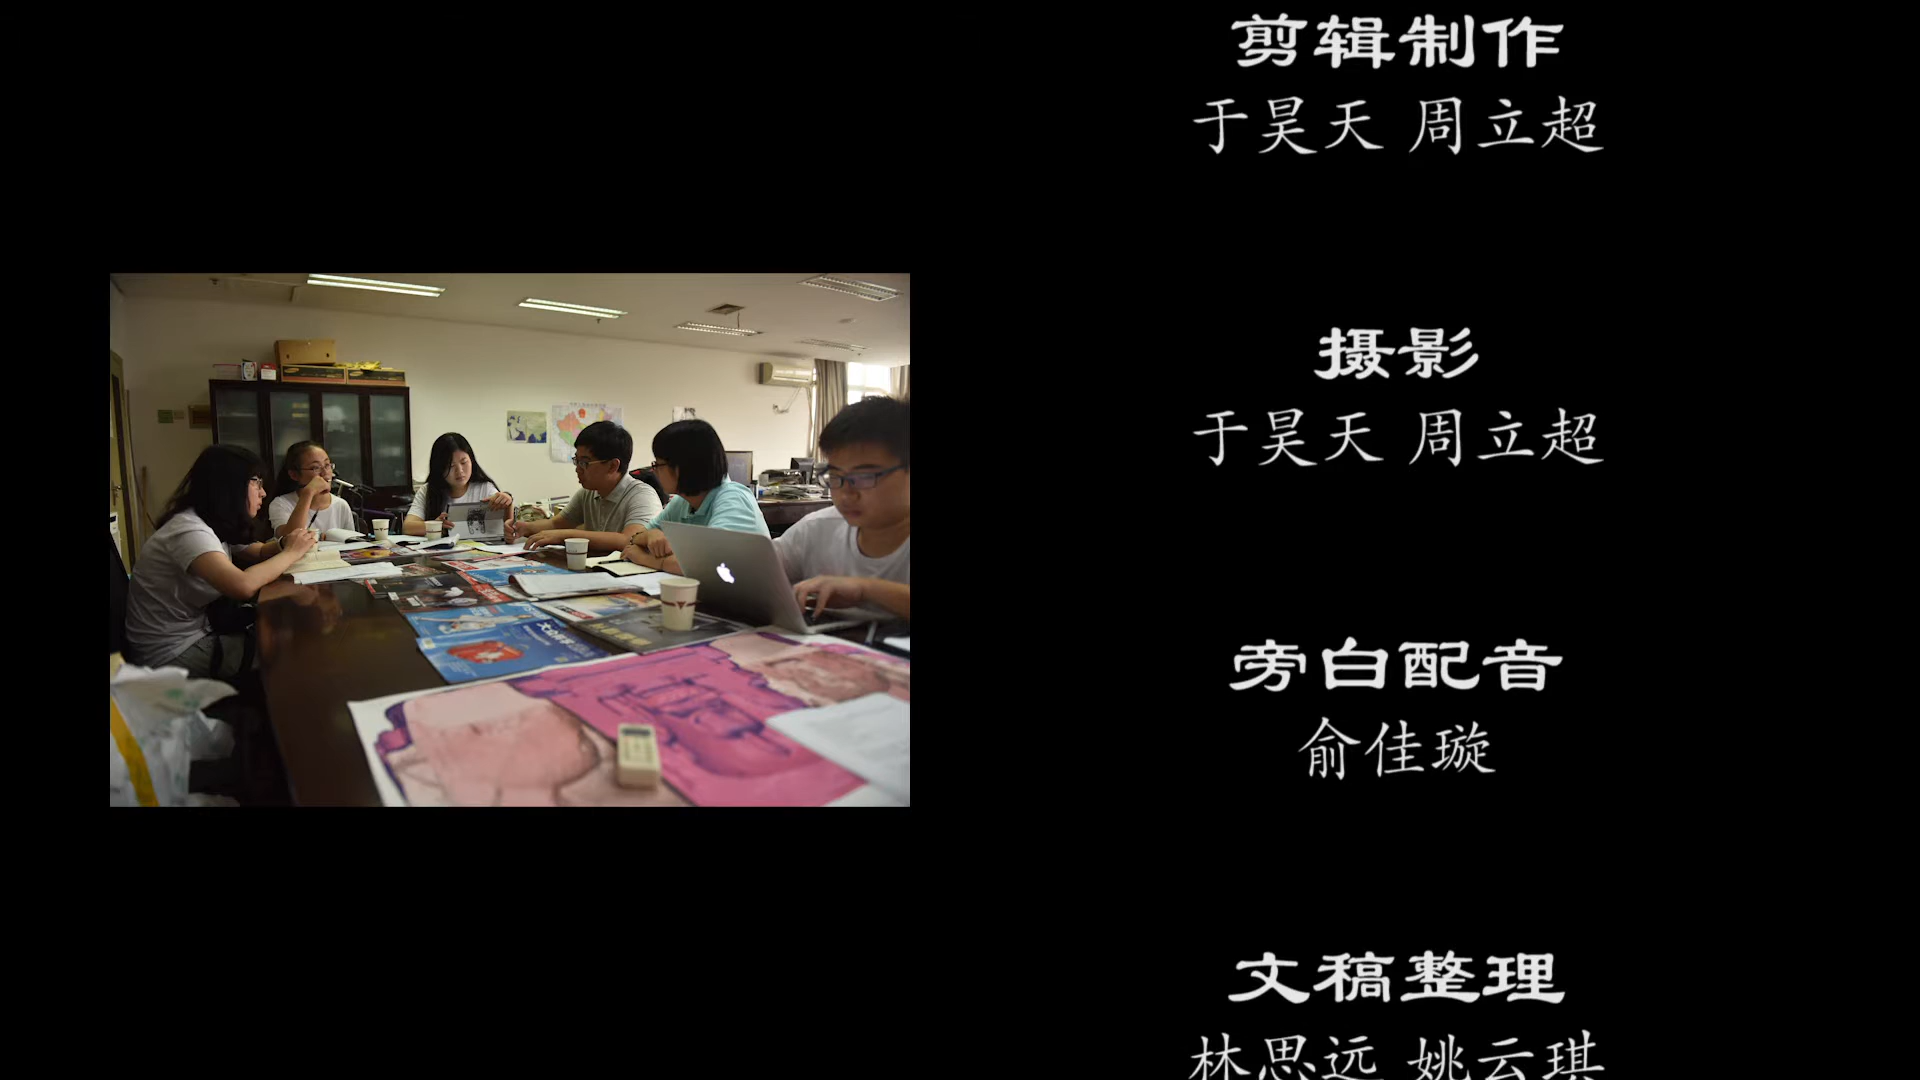 剪辑制作
于昊天 周立超
摄影
于昊天 周立超
旁白配音
俞佳璇
文稿整理
林思远 姚云琪